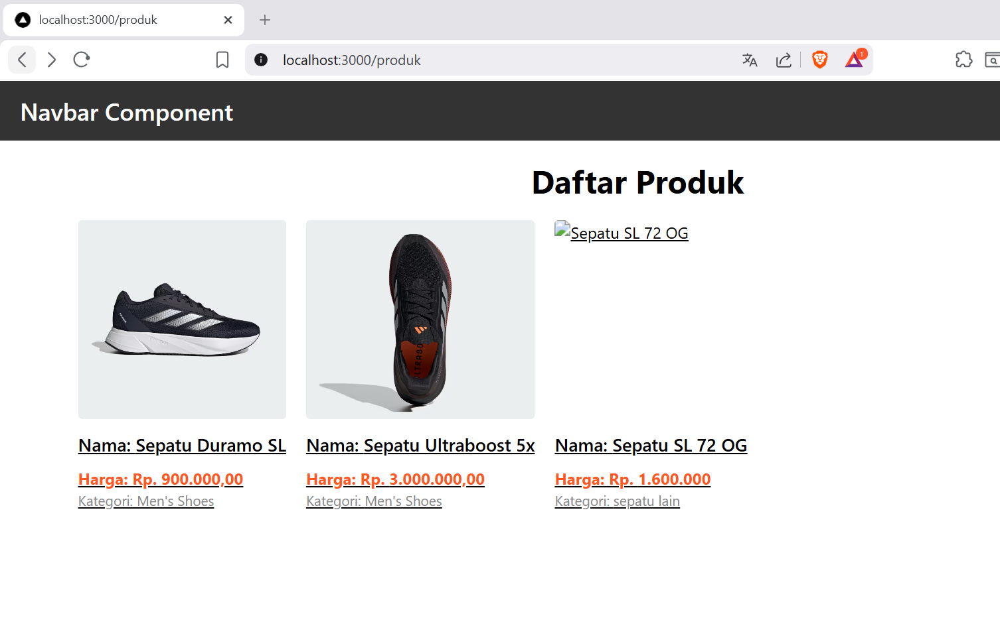 localhost:3000/produk
localhost:3000/produk
1
Navbar Component
Daftar Produk
ULTRABO
Sepatu SL 72 OG
Nama: Sepatu Duramo SL
Nama: Sepatu Ultraboost 5x
Nama: Sepatu SL 72 OG
Harga: Rp. 900.000,00
Harga: Rp. 3.000.000,00
Harga: Rp. 1.600.000
Kategori: Men's Shoes
Kategori: Men's Shoes
Kategori: sepatu lain